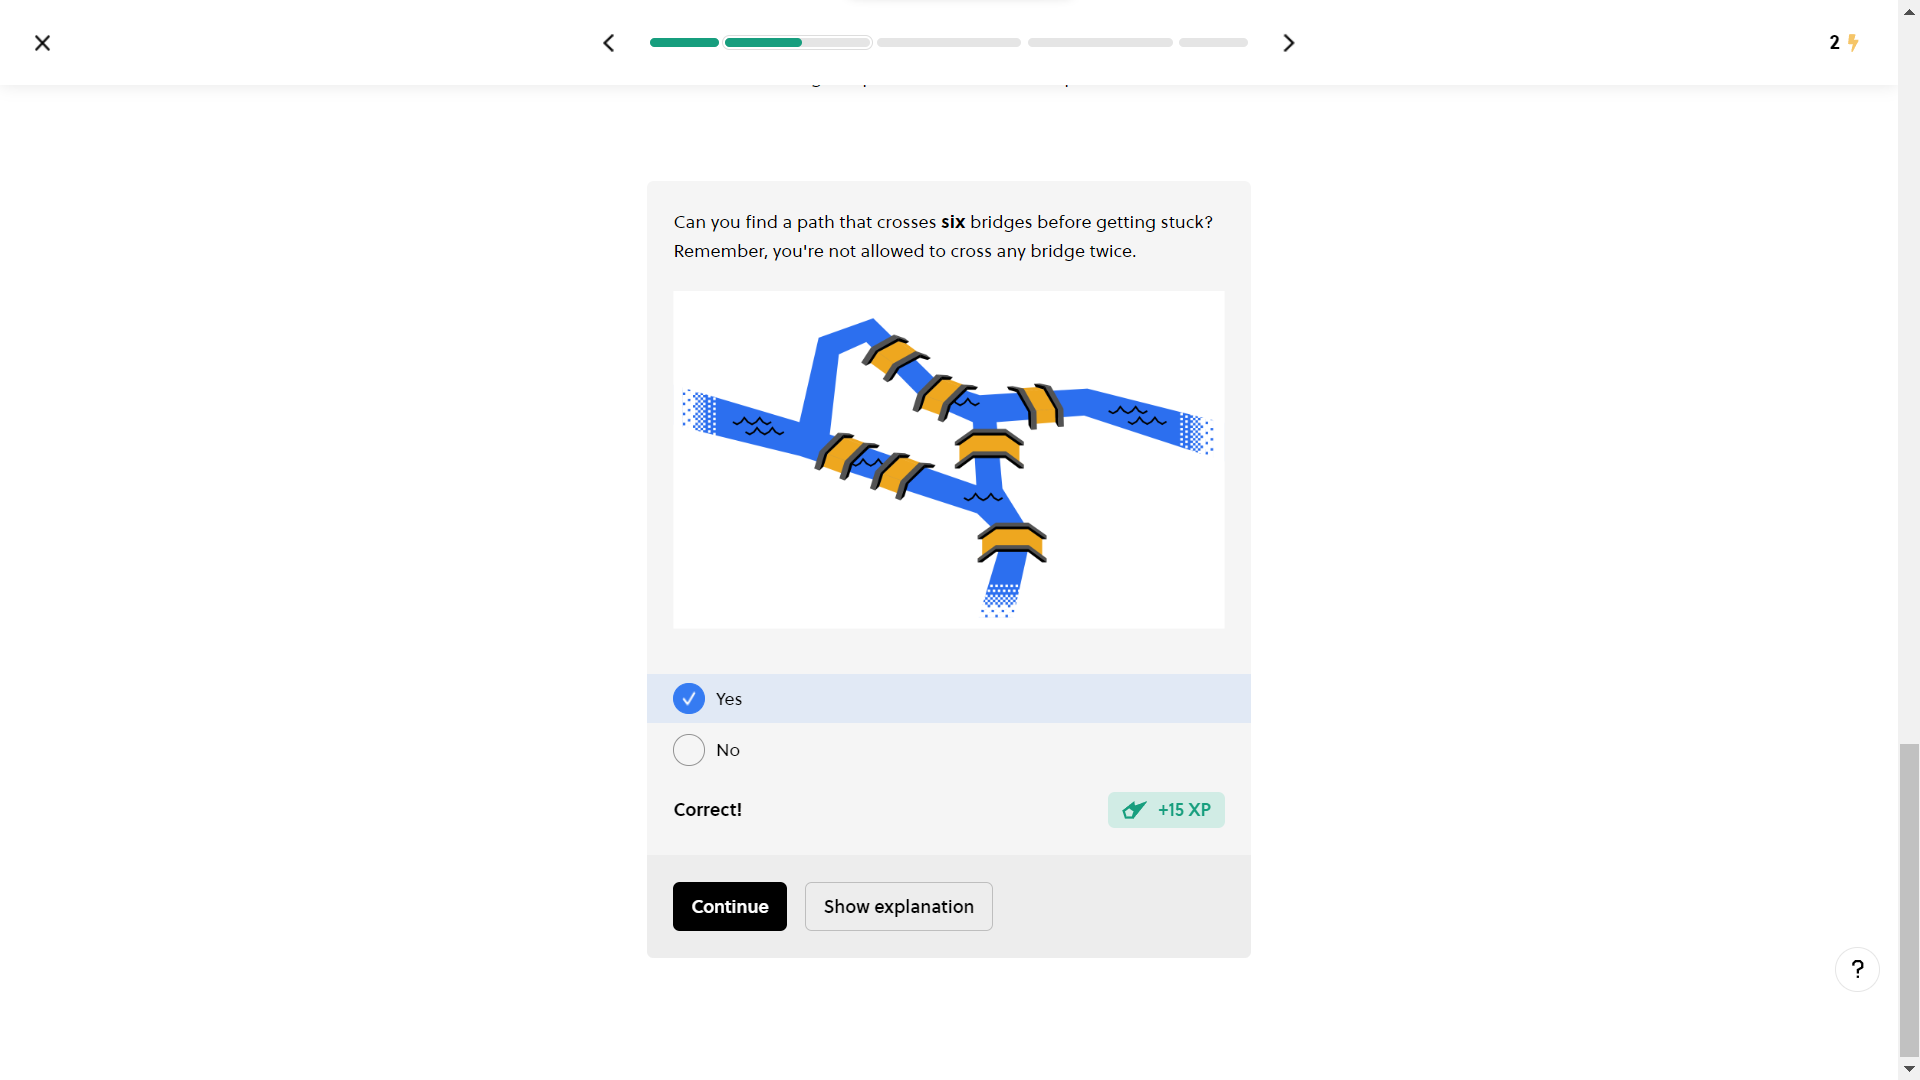 2
Can you find a path that crosses six bridges before getting stuck?
Remember, you're not allowed to cross any bridge twice.
Yes
No
Correct!
+15 XP
Continue
Show explanation
?